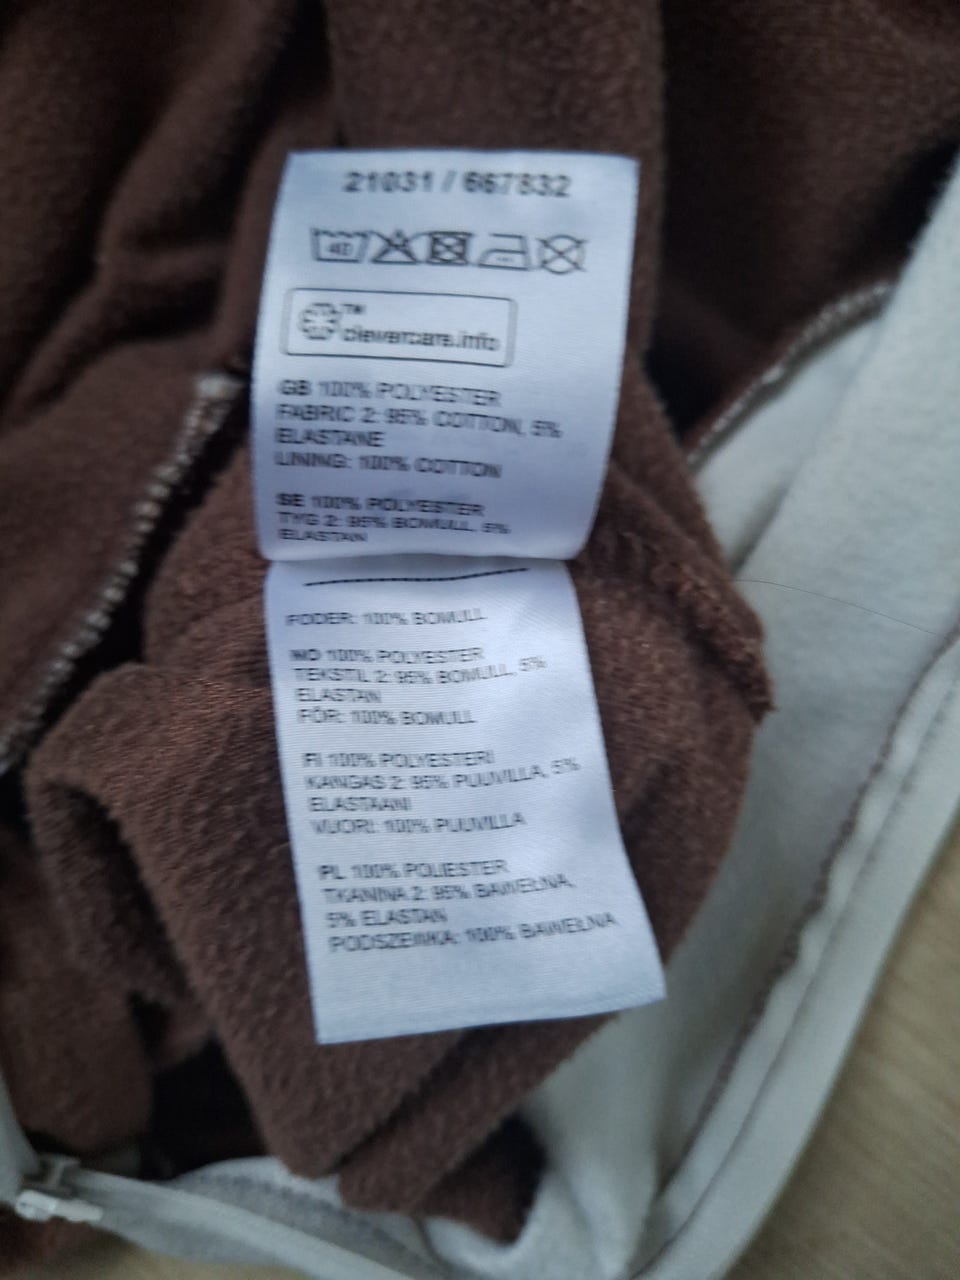 21031 / 667832
40
TM
clevercare.info
GB 100% POLYESTER
FABRIC 2: 95% COTTON, 5%
ELASTANE
LINING: 100% COTTON
SE 100% POLYESTER
TYG 2: 95% BOMULL, 5%
ELASTAN
FODER: 100% BOMULL
NO 100% POLYESTER
TEKSTIL 2: 95% BOMULL, 5%
ELASTAN
FÔR: 100% BOMULL
FI 100% POLYESTERI
KANGAS 2: 95% PUUVILLA, 5%
ELASTAANI
VUORI: 100% PUUVILLA
PL 100% POLIESTER
TKANINA 2: 95% BAWEŁNA,
5% ELASTAN
PODSZEWKA: 100% BAWEŁNA